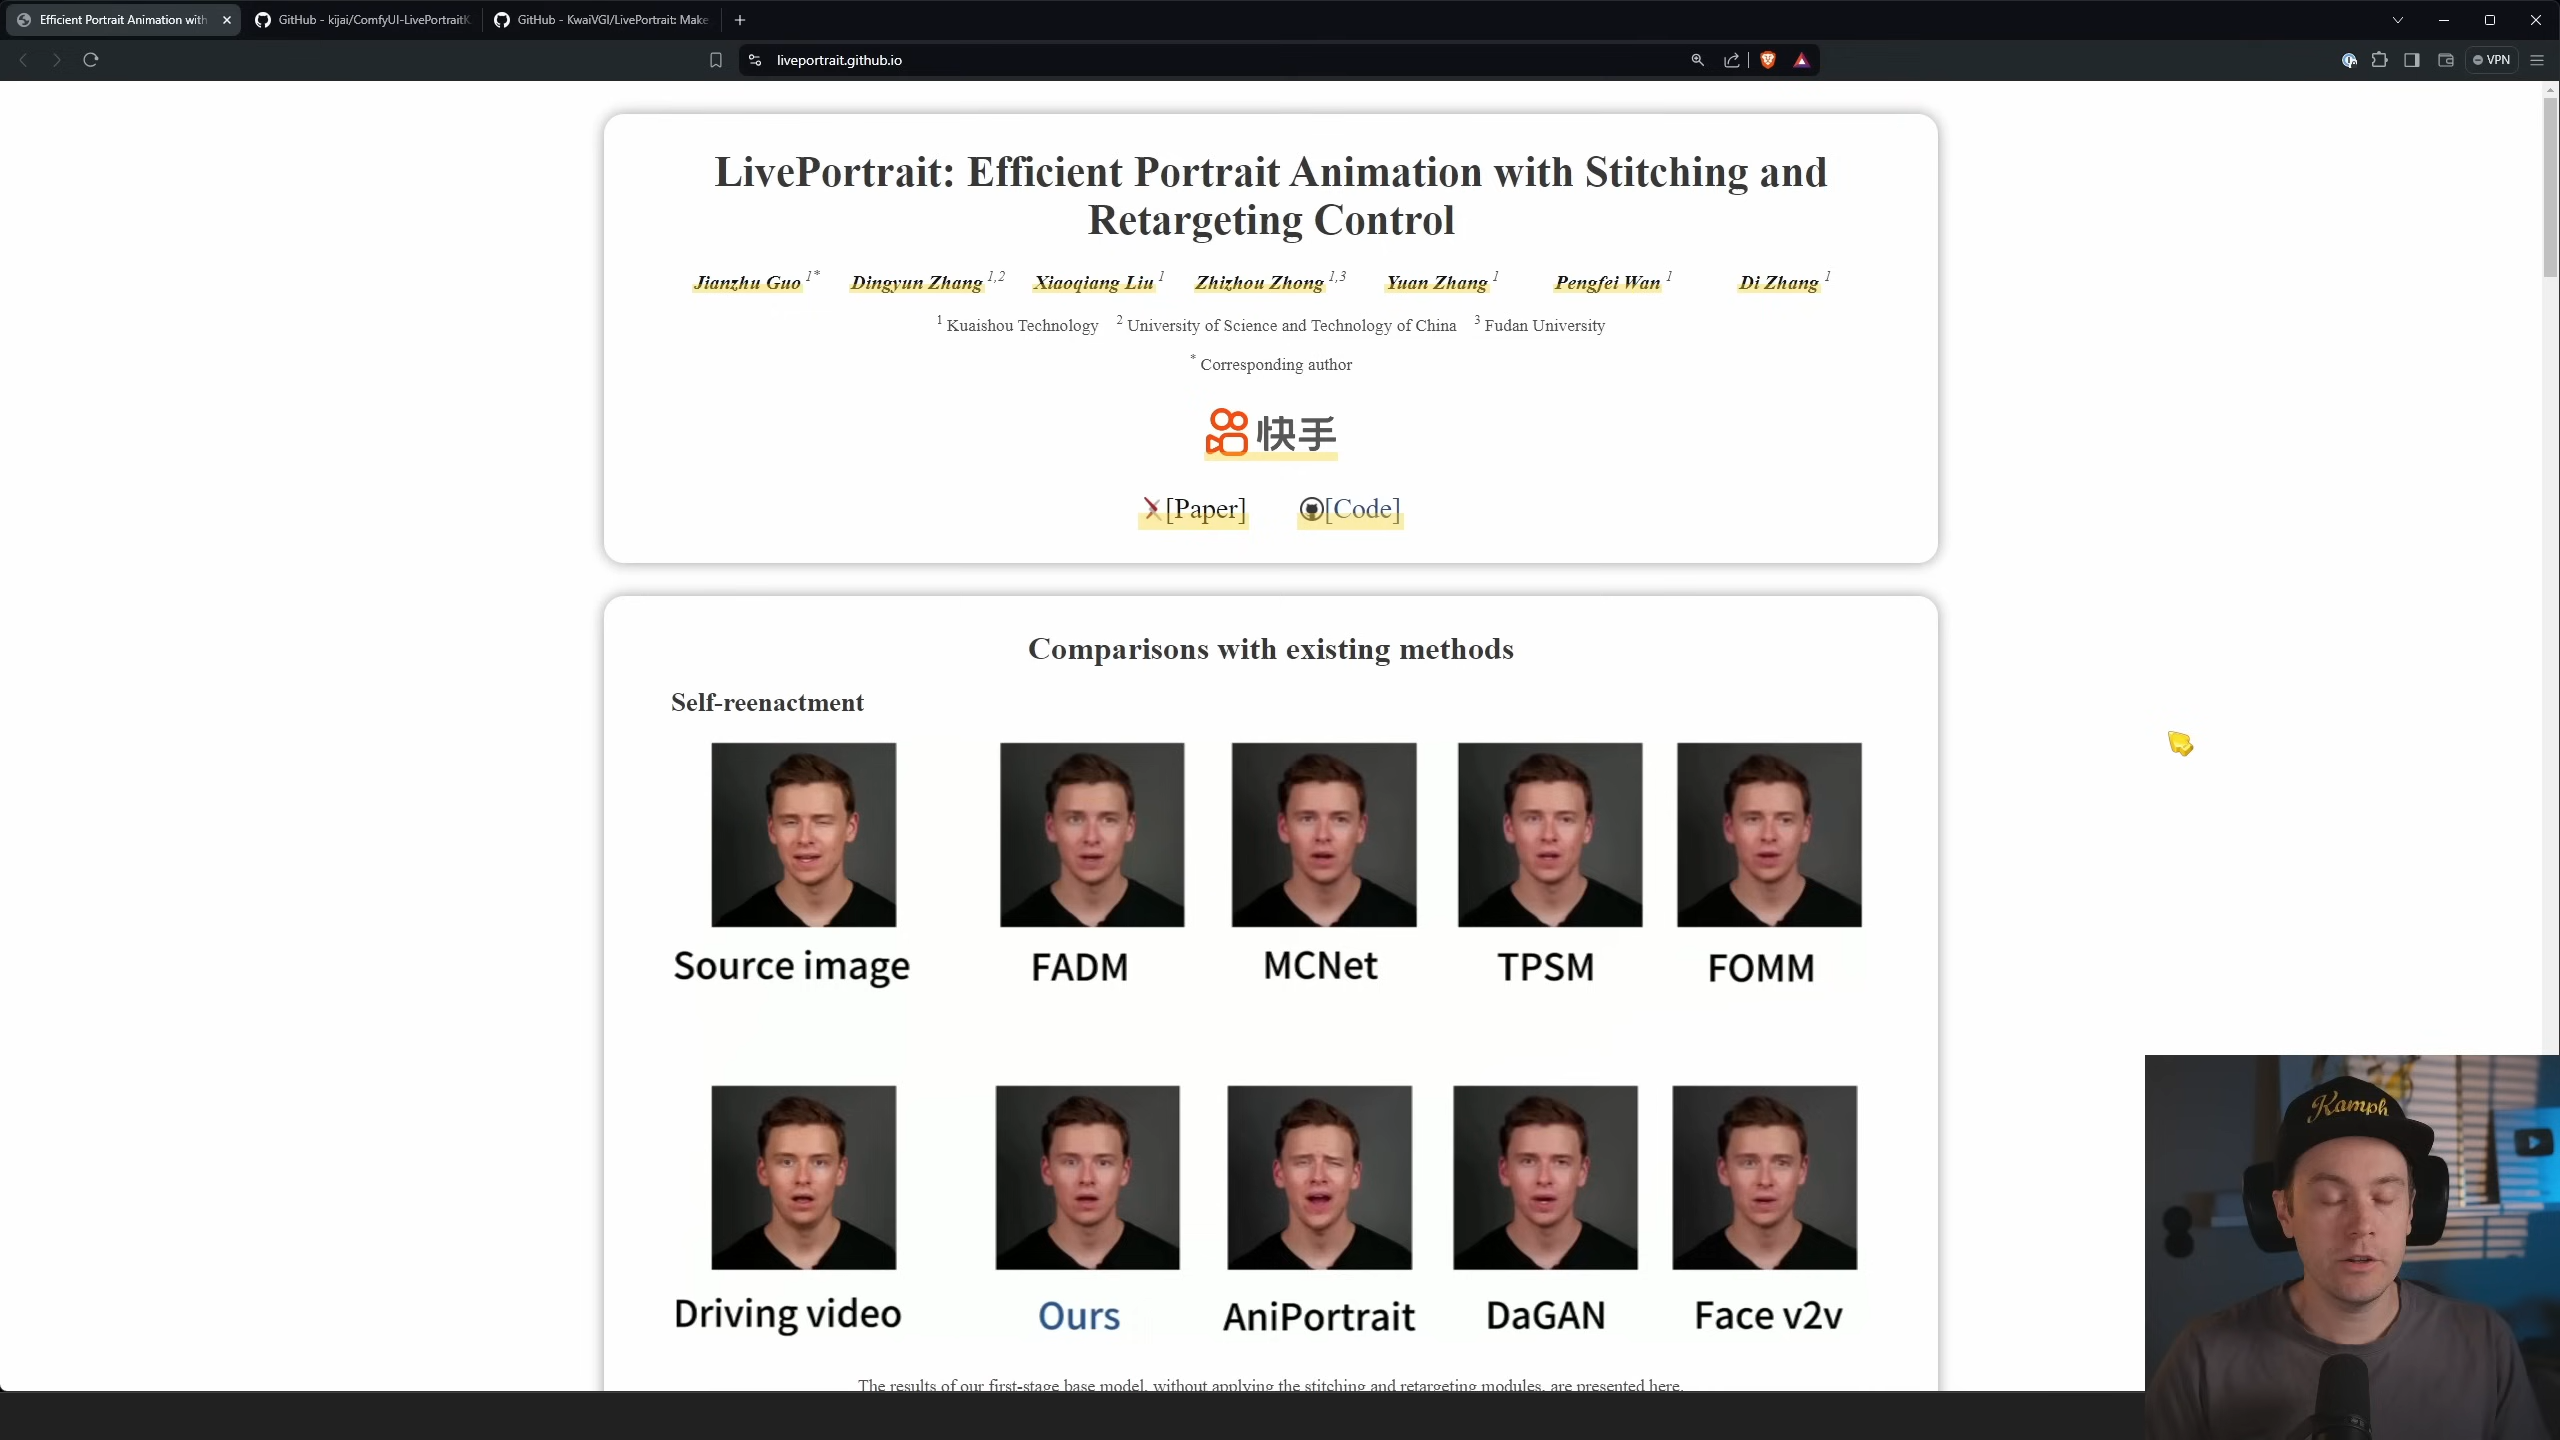 Efficient Portrait Animation with
GitHub - kijai/ComfyUI-LivePortraitK
GitHub - KwaiVGI/LivePortrait: Make
liveportrait.github.io
VPN
LivePortrait: Efficient Portrait Animation with Stitching and
Retargeting Control
Jianzhu Guo 1* Dingyun Zhang 1,2 Xiaoqiang Liu 1 Zhizhou Zhong 1,3 Yuan Zhang 1 Pengfei Wan 1 Di Zhang 1
1 Kuaishou Technology 2 University of Science and Technology of China 3 Fudan University
* Corresponding author
快手
[Paper] [Code]
Comparisons with existing methods
Self-reenactment
Source image FADM MCNet TPSM FOMM
Driving video Ours AniPortrait DaGAN Face v2v
The results of our first-stage base model, without applying the stitching and retargeting modules, are presented here.
Kamph